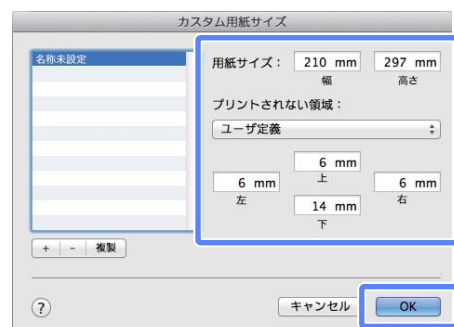 カスタム用紙サイズ
名称未設定
用紙サイズ： 210 mm 297 mm
幅 高さ
プリントされない領域：
ユーザ定義
6 mm
上
6 mm 6 mm
左 右
14 mm
下
+ - 複製
? キャンセル OK